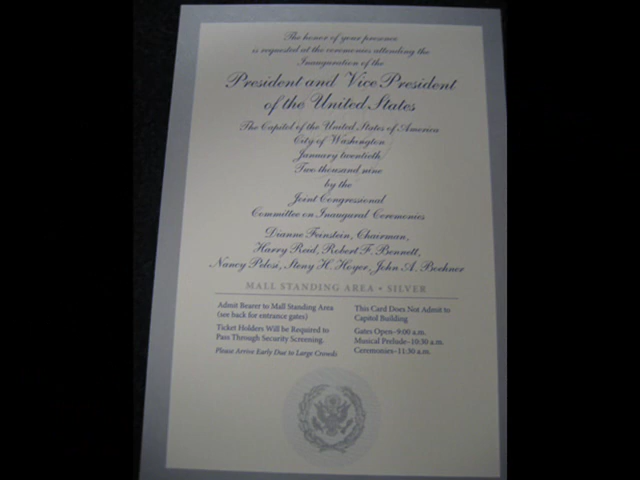 The honor of your presence
is requested at the ceremonies attending the
Inauguration of the
President and Vice President
of the United States
The Capitol of the United States of America
City of Washington
January twentieth
Two thousand nine
by the
Joint Congressional
Committee on Inaugural Ceremonies
Dianne Feinstein, Chairman,
Harry Reid, Robert F. Bennett,
Nancy Pelosi, Steny H. Hoyer, John A. Boehner
MALL STANDING AREA • SILVER
Admit Bearer to Mall Standing Area
(see back for entrance gates)
Ticket Holders Will be Required to
Pass Through Security Screening.
Please Arrive Early Due to Large Crowds
This Card Does Not Admit to
Capitol Building
Gates Open–9:00 a.m.
Musical Prelude–10:30 a.m.
Ceremonies–11:30 a.m.